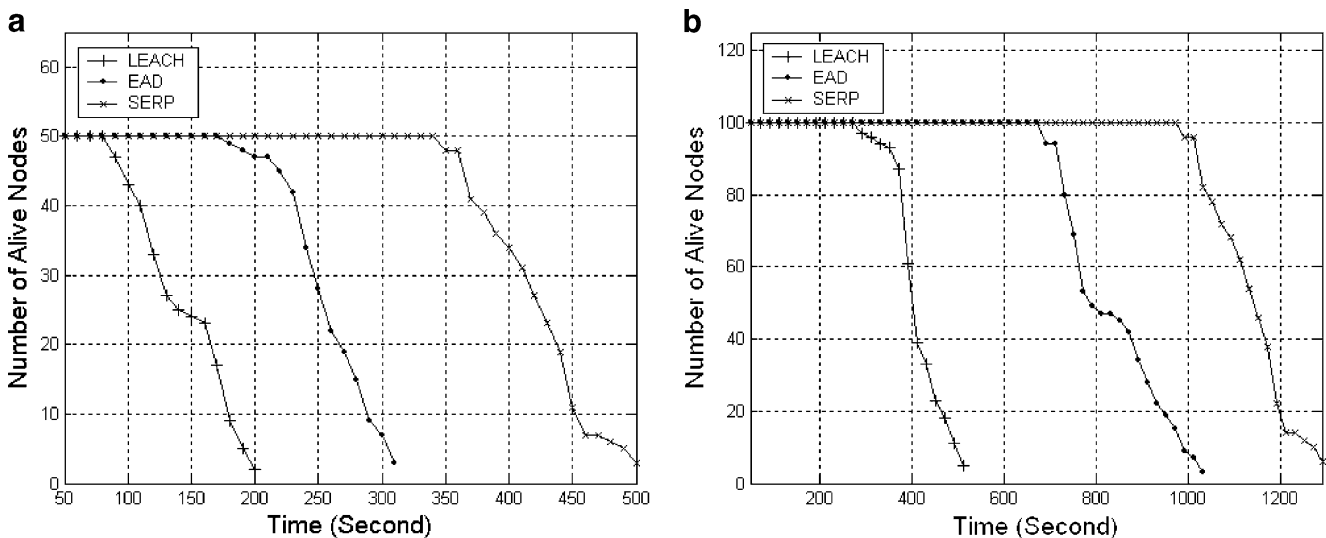 a
Number of Alive Nodes
60
50
40
30
20
10
0
LEACH
EAD
SERP
50 100 150 200 250 300 350 400 450 500
Time (Second)
b
Number of Alive Nodes
120
100
80
60
40
20
0
LEACH
EAD
SERP
200 400 600 800 1000 1200
Time (Second)